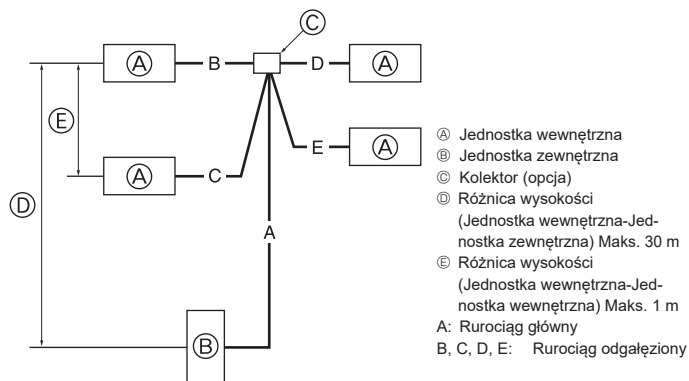 Ⓒ
Ⓐ B D Ⓐ
Ⓔ
Ⓐ C E Ⓐ
Ⓓ
A
Ⓑ
Ⓐ Jednostka wewnętrzna
Ⓑ Jednostka zewnętrzna
Ⓒ Kolektor (opcja)
Ⓓ Różnica wysokości
(Jednostka wewnętrzna-Jed-
nostka zewnętrzna) Maks. 30 m
Ⓔ Różnica wysokości
(Jednostka wewnętrzna-Jed-
nostka wewnętrzna) Maks. 1 m
A: Rurociąg główny
B, C, D, E: Rurociąg odgałęziony